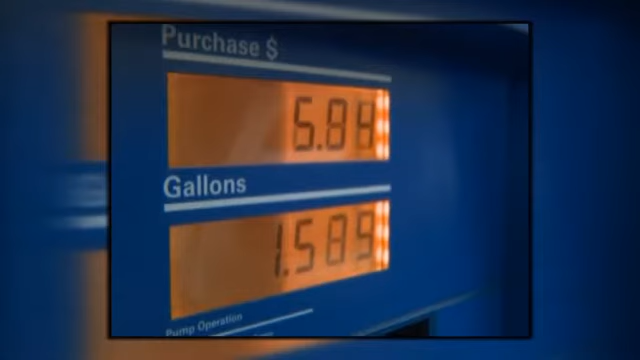 Purchase $
5.84
Gallons
1.589
Pump Operation